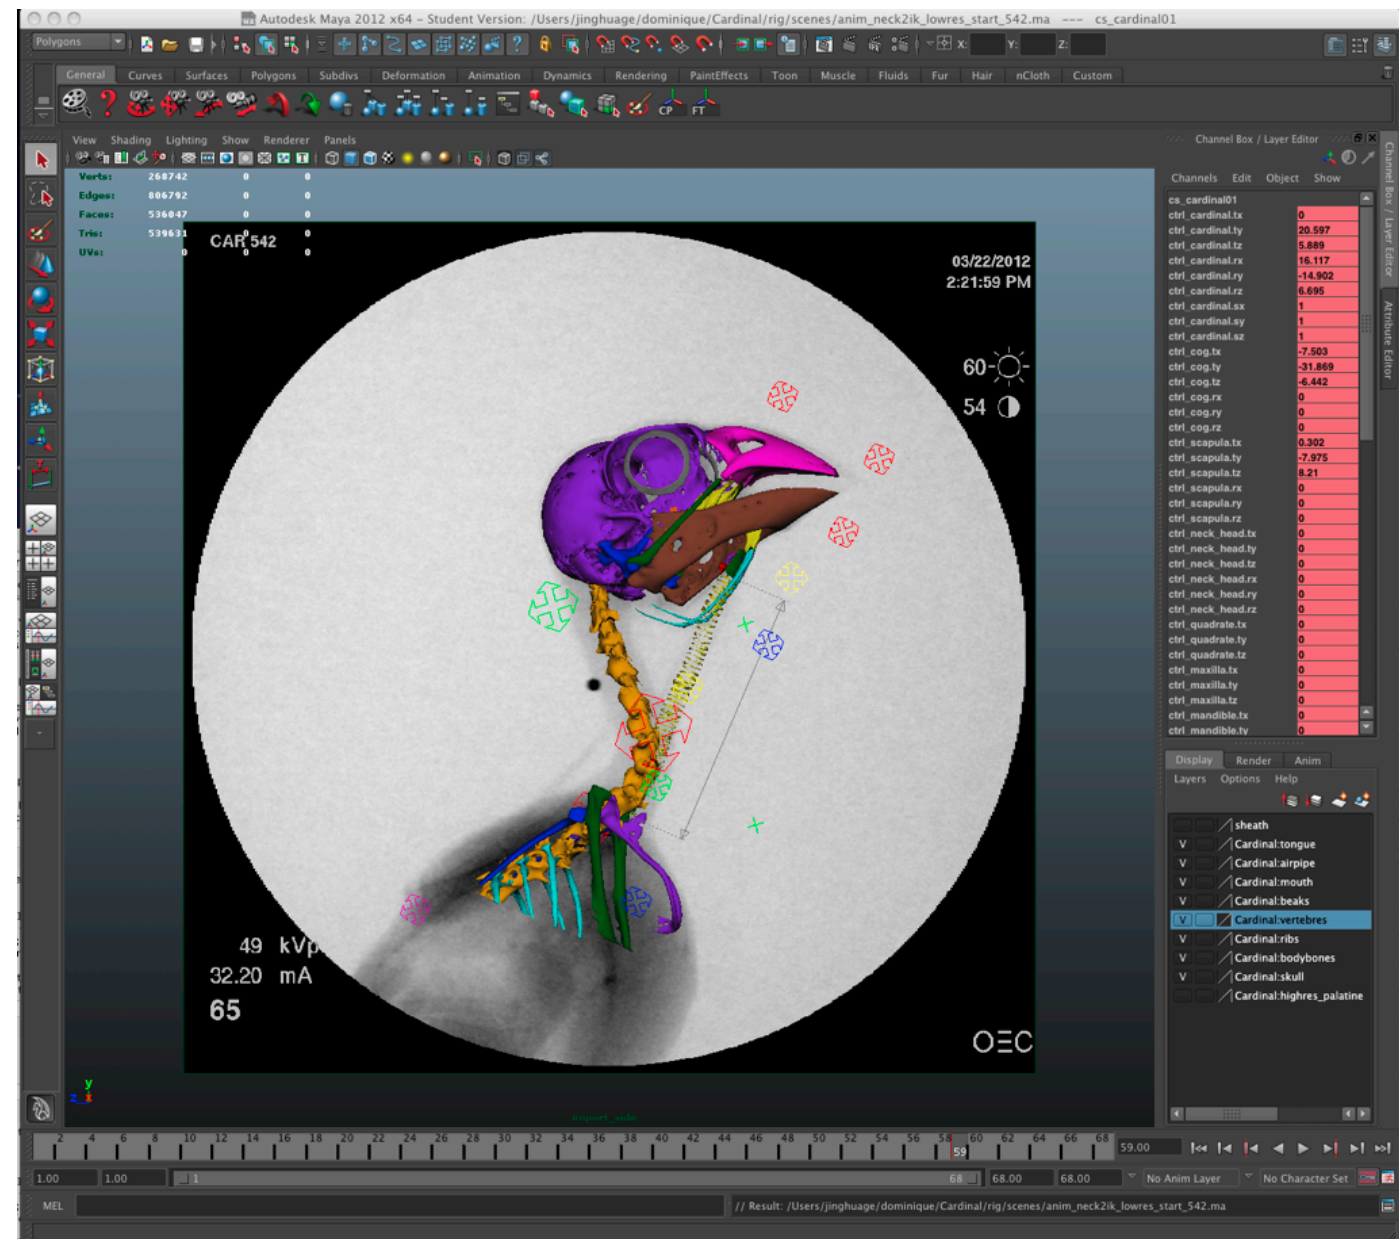 Autodesk Maya 2012 x64 – Student Version: /Users/jinghuage/dominique/Cardinal/rig/scenes/anim_neck2ik_lowres_start_542.ma --- cs_cardinal01
Polygons X: Y: Z:
General Curves Surfaces Polygons Subdivs Deformation Animation Dynamics Rendering PaintEffects Toon Muscle Fluids Fur Hair nCloth Custom
CP FT
View Shading Lighting Show Renderer Panels
Verts: 268742 0 0
Edges: 806792 0 0
Faces: 536047 0 0
Tris: 539631 0 0
UVs: 0 0 0
CAR 542
03/22/2012
2:21:59 PM
60
54
49 kVp
32.20 mA
65
OEC
y
z x
Channel Box / Layer Editor
Channels Edit Object Show
cs_cardinal01
ctrl_cardinal.tx 0
ctrl_cardinal.ty 20.597
ctrl_cardinal.tz 5.889
ctrl_cardinal.rx 16.117
ctrl_cardinal.ry -14.902
ctrl_cardinal.rz 6.695
ctrl_cardinal.sx 1
ctrl_cardinal.sy 1
ctrl_cardinal.sz 1
ctrl_cog.tx -7.503
ctrl_cog.ty -31.869
ctrl_cog.tz -6.442
ctrl_cog.rx 0
ctrl_cog.ry 0
ctrl_cog.rz 0
ctrl_scapula.tx 0.302
ctrl_scapula.ty -7.975
ctrl_scapula.tz 8.21
ctrl_scapula.rx 0
ctrl_scapula.ry 0
ctrl_scapula.rz 0
ctrl_neck_head.tx 0
ctrl_neck_head.ty 0
ctrl_neck_head.tz 0
ctrl_neck_head.rx 0
ctrl_neck_head.ry 0
ctrl_neck_head.rz 0
ctrl_quadrate.tx 0
ctrl_quadrate.ty 0
ctrl_quadrate.tz 0
ctrl_maxilla.tx 0
ctrl_maxilla.ty 0
ctrl_maxilla.tz 0
ctrl_mandible.tx 0
ctrl_mandible.ty 0
Channel Box / Layer Editor
Attribute Editor
Display Render Anim
Layers Options Help
sheath
V Cardinal:tongue
V Cardinal:airpipe
V Cardinal:mouth
V Cardinal:beaks
V Cardinal:vertebres
V Cardinal:ribs
V Cardinal:bodybones
V Cardinal:skull
Cardinal:highres_palatine
2 4 6 8 10 12 14 16 18 20 22 24 26 28 30 32 34 36 38 40 42 44 46 48 50 52 54 56 58 60 62 64 66 68
59 59.00
1.00 1.00 1 68 68.00 68.00 No Anim Layer No Character Set
MEL // Result: /Users/jinghuage/dominique/Cardinal/rig/scenes/anim_neck2ik_lowres_start_542.ma